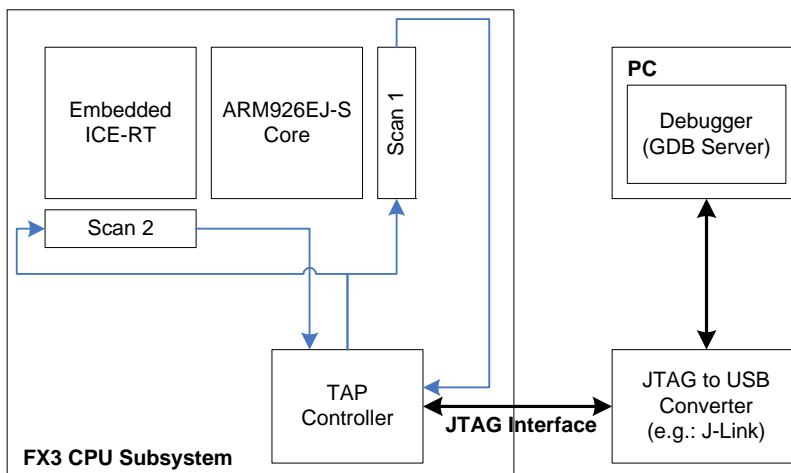 Embedded
ICE-RT
ARM926EJ-S
Core
Scan 1
Scan 2
TAP
Controller
FX3 CPU Subsystem
JTAG Interface
PC
Debugger
(GDB Server)
JTAG to USB
Converter
(e.g.: J-Link)